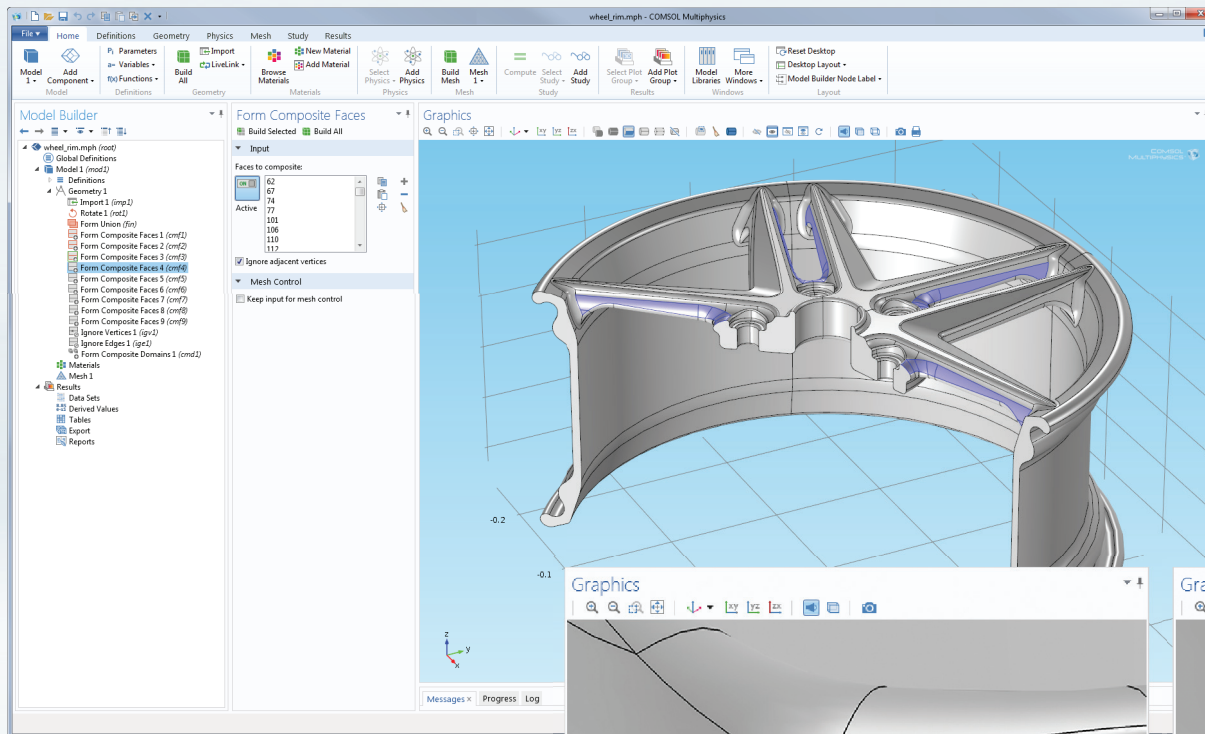 wheel_rim.mph - COMSOL Multiphysics
File Home Definitions Geometry Physics Mesh Study Results
Model 1
Add Component
Model
Pi Parameters
a= Variables
f(x) Functions
Definitions
Build All
Import
LiveLink
Geometry
Browse Materials
New Material
Add Material
Materials
Select Physics
Add Physics
Physics
Build Mesh
Mesh 1
Mesh
Compute
Select Study
Add Study
Study
Select Plot Group
Add Plot Group
Results
Model Libraries
More Windows
Windows
Reset Desktop
Desktop Layout
Model Builder Node Label
Layout
Model Builder
wheel_rim.mph (root)
Global Definitions
Model 1 (mod1)
Definitions
Geometry 1
Import 1 (imp1)
Rotate 1 (rot1)
Form Union (fin)
Form Composite Faces 1 (cmf1)
Form Composite Faces 2 (cmf2)
Form Composite Faces 3 (cmf3)
Form Composite Faces 4 (cmf4)
Form Composite Faces 5 (cmf5)
Form Composite Faces 6 (cmf6)
Form Composite Faces 7 (cmf7)
Form Composite Faces 8 (cmf8)
Form Composite Faces 9 (cmf9)
Ignore Vertices 1 (igv1)
Ignore Edges 1 (ige1)
Form Composite Domains 1 (cmd1)
Materials
Mesh 1
Results
Data Sets
Derived Values
Tables
Export
Reports
Form Composite Faces
Build Selected Build All
Input
Faces to composite:
ON
Active
62
67
74
77
101
106
110
112
Ignore adjacent vertices
Mesh Control
Keep input for mesh control
Graphics
xy yz zx
COMSOL
MULTIPHYSICS
-0.2
-0.1
z
y
x
Messages × Progress Log
Graphics
xy yz zx
Gra